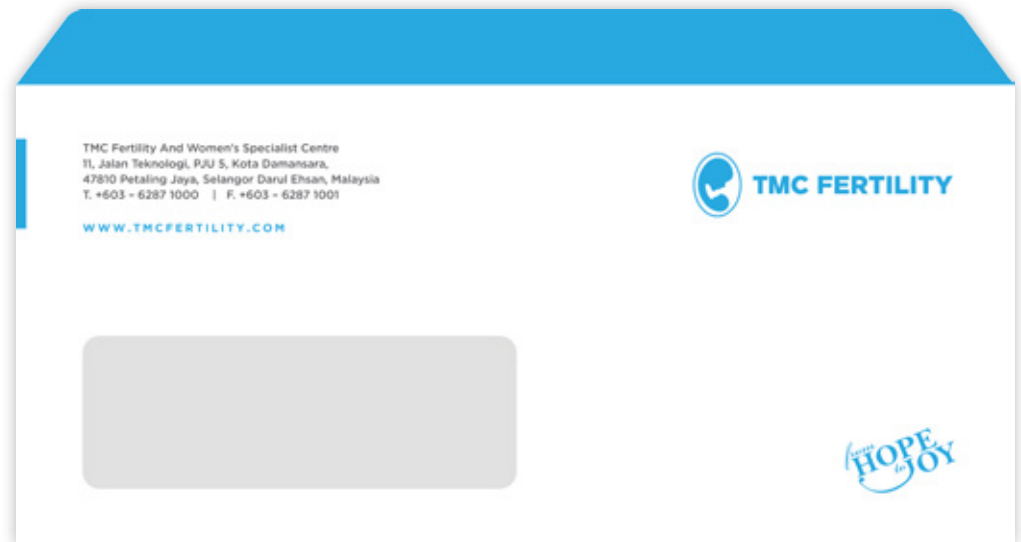 TMC Fertility And Women's Specialist Centre
11, Jalan Teknologi, PJU 5, Kota Damansara,
47810 Petaling Jaya, Selangor Darul Ehsan, Malaysia
T. +603 - 6287 1000 | F. +603 - 6287 1001
WWW.TMCFERTILITY.COM
TMC FERTILITY
from
HOPE
to JOY